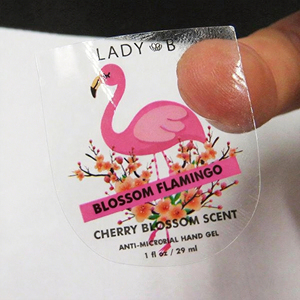 LADY B
BLOSSOM FLAMINGO
CHERRY BLOSSOM SCENT
ANTI-MICROBIAL HAND GEL
1 fl oz / 29 ml